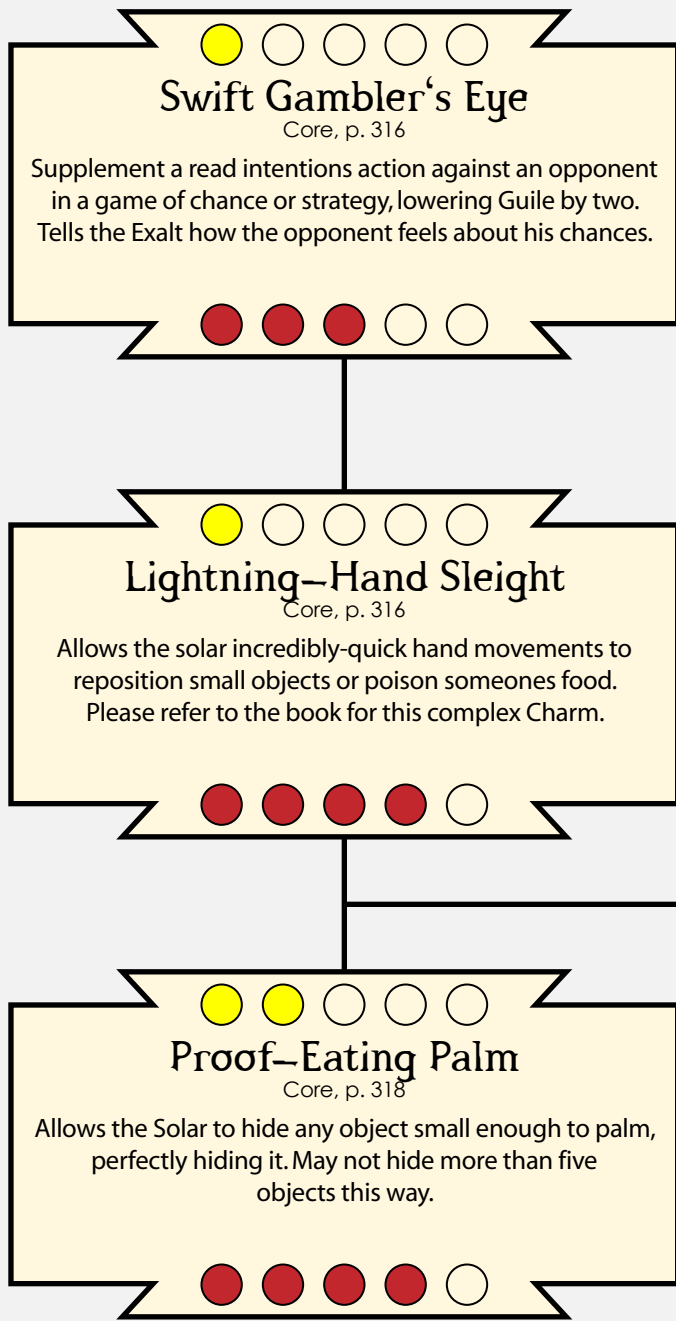 Swift Gambler‘s Eye
Core, p. 316
Supplement a read intentions action against an opponent
in a game of chance or strategy, lowering Guile by two.
Tells the Exalt how the opponent feels about his chances.
Lightning–Hand Sleight
Core, p. 316
Allows the solar incredibly-quick hand movements to
reposition small objects or poison someones food.
Please refer to the book for this complex Charm.
Proof–Eating Palm
Core, p. 318
Allows the Solar to hide any object small enough to palm,
perfectly hiding it. May not hide more than five
objects this way.